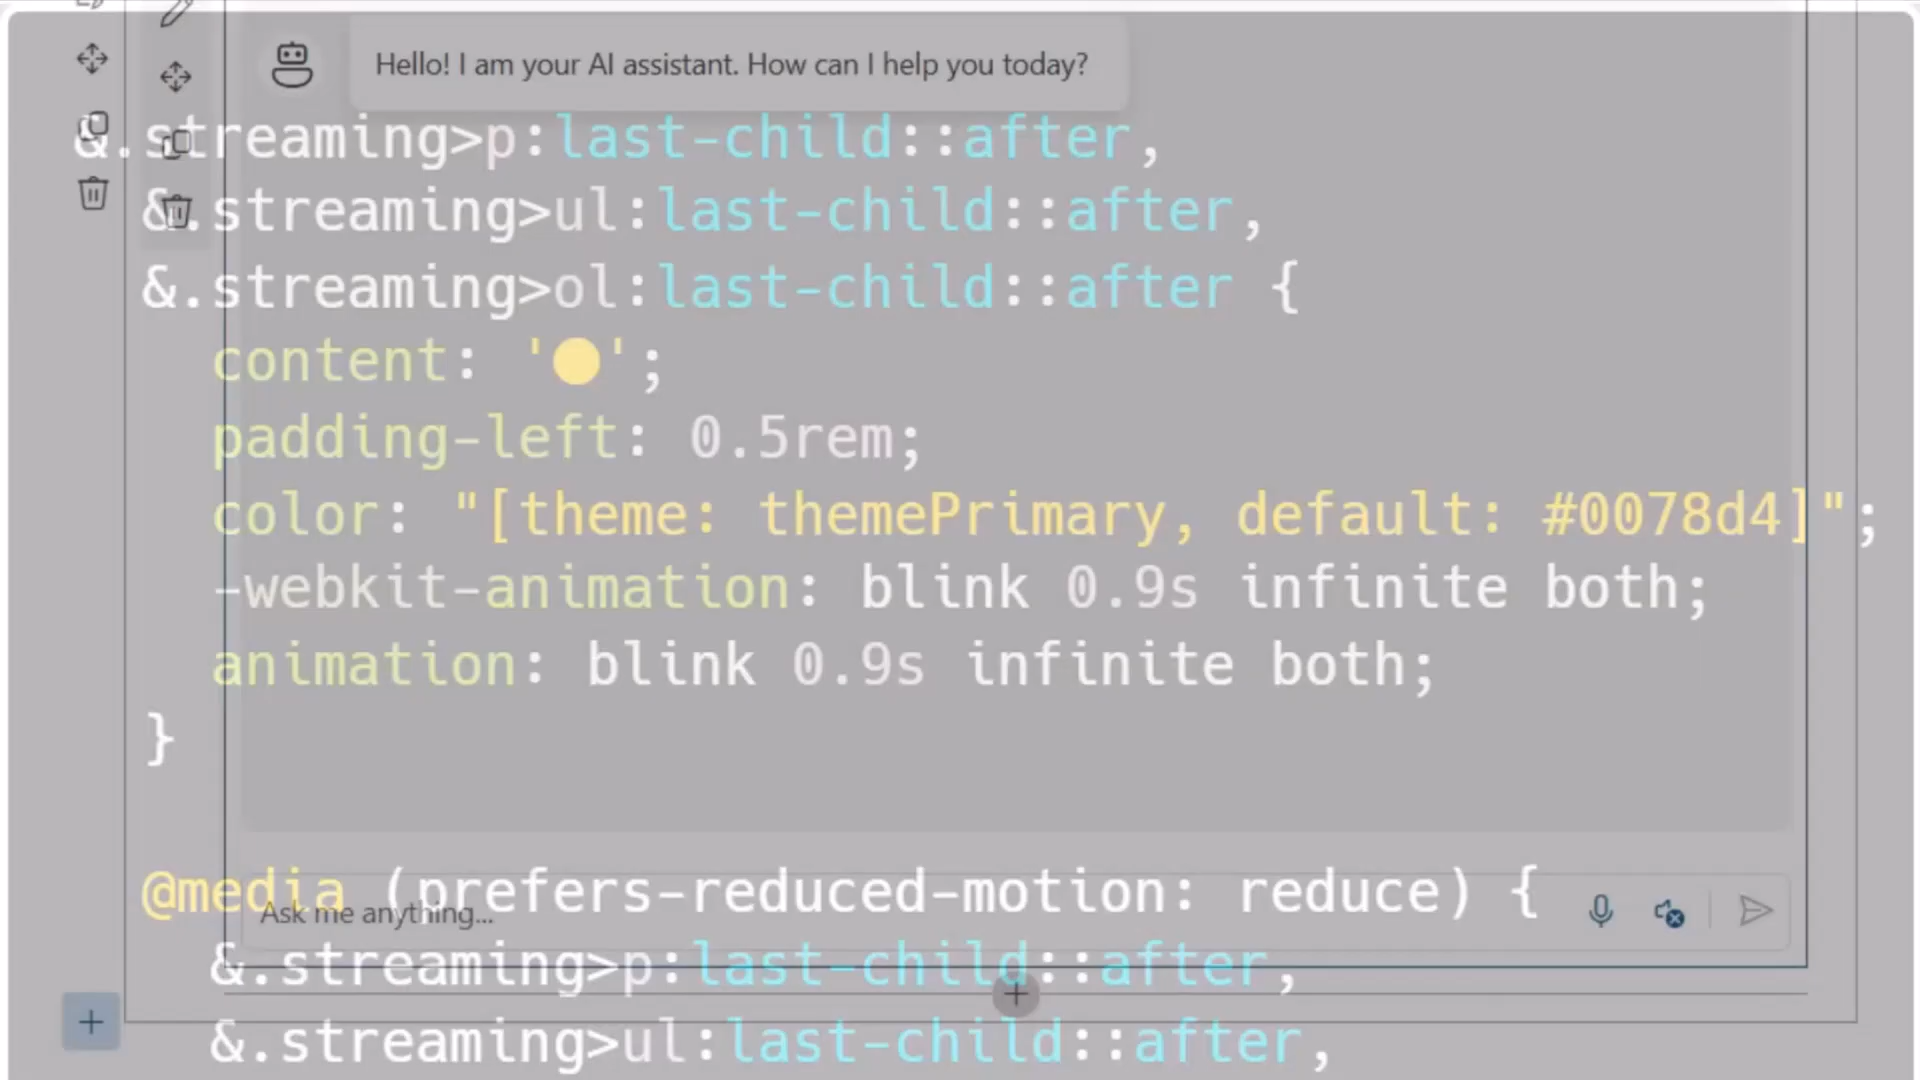 Hello! I am your AI assistant. How can I help you today?
&.streaming>p:last-child::after,
&.streaming>ul:last-child::after,
&.streaming>ol:last-child::after {
content: '●';
padding-left: 0.5rem;
color: "[theme: themePrimary, default: #0078d4]";
-webkit-animation: blink 0.9s infinite both;
animation: blink 0.9s infinite both;
}
@media (prefers-reduced-motion: reduce) {
Ask me anything...
&.streaming>p:last-child::after,
&.streaming>ul:last-child::after,